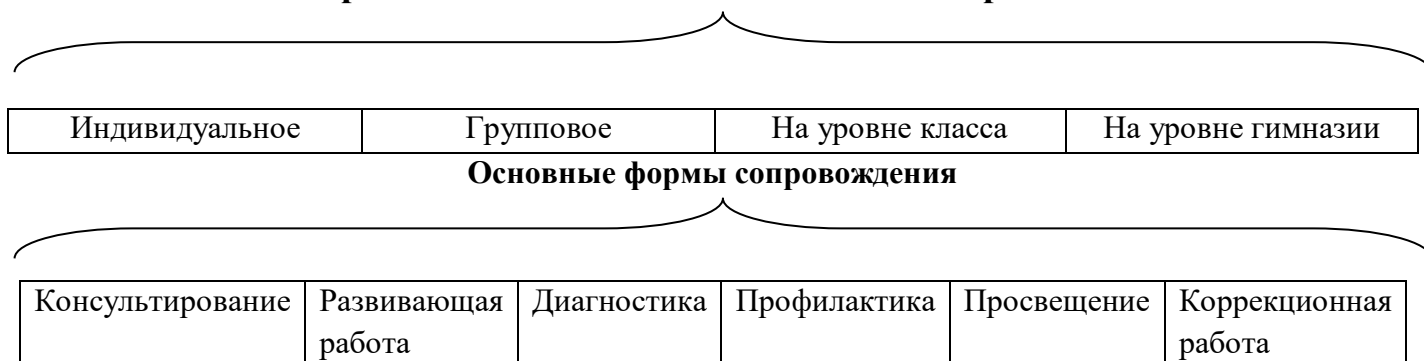 Индивидуальное Групповое На уровне класса На уровне гимназии
Основные формы сопровождения
Консультирование Развивающая работа Диагностика Профилактика Просвещение Коррекционная работа